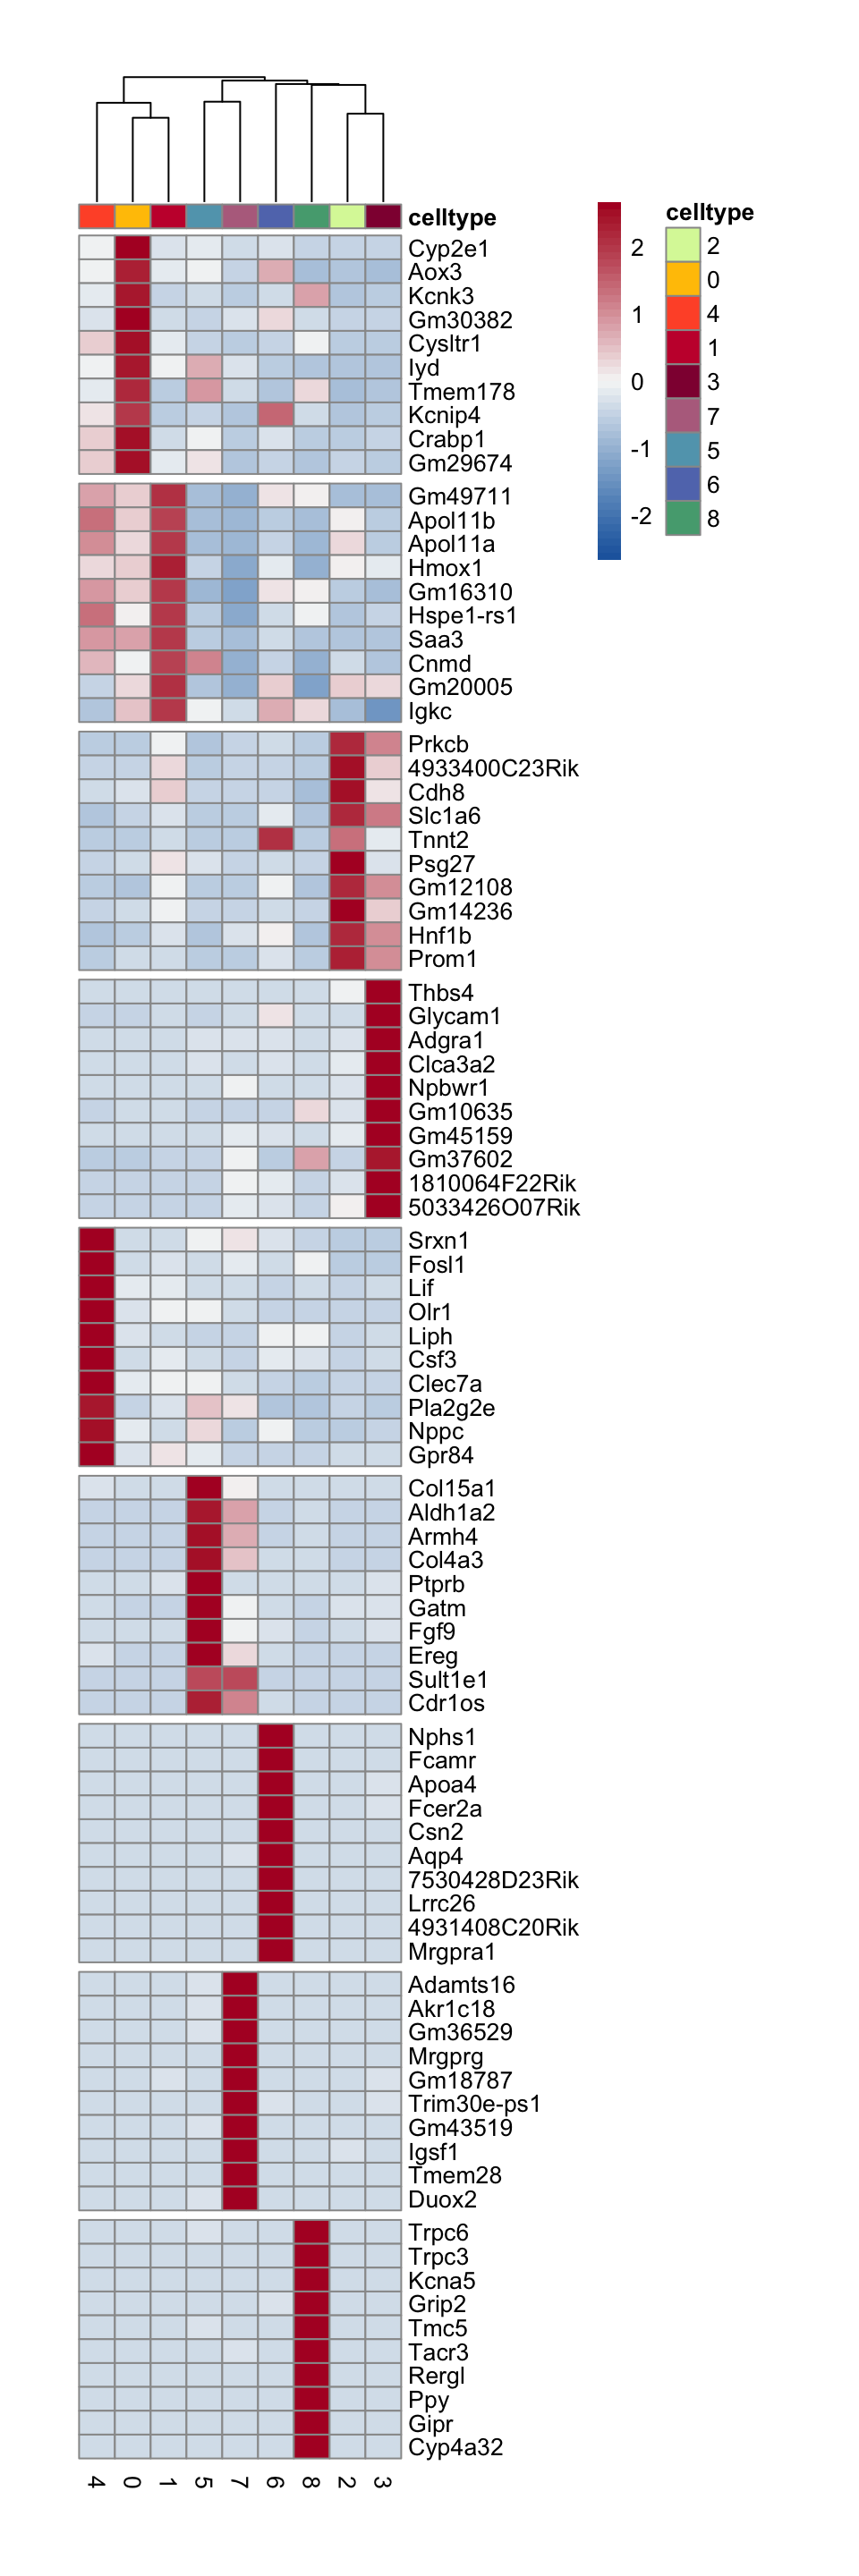 celltype
Cyp2e1
Aox3
Kcnk3
Gm30382
Cysltr1
Iyd
Tmem178
Kcnip4
Crabp1
Gm29674
Gm49711
Apol11b
Apol11a
Hmox1
Gm16310
Hspe1-rs1
Saa3
Cnmd
Gm20005
Igkc
Prkcb
4933400C23Rik
Cdh8
Slc1a6
Tnnt2
Psg27
Gm12108
Gm14236
Hnf1b
Prom1
Thbs4
Glycam1
Adgra1
Clca3a2
Npbwr1
Gm10635
Gm45159
Gm37602
1810064F22Rik
5033426O07Rik
Srxn1
Fosl1
Lif
Olr1
Liph
Csf3
Clec7a
Pla2g2e
Nppc
Gpr84
Col15a1
Aldh1a2
Armh4
Col4a3
Ptprb
Gatm
Fgf9
Ereg
Sult1e1
Cdr1os
Nphs1
Fcamr
Apoa4
Fcer2a
Csn2
Aqp4
7530428D23Rik
Lrrc26
4931408C20Rik
Mrgpra1
Adamts16
Akr1c18
Gm36529
Mrgprg
Gm18787
Trim30e-ps1
Gm43519
Igsf1
Tmem28
Duox2
Trpc6
Trpc3
Kcna5
Grip2
Tmc5
Tacr3
Rergl
Ppy
Gipr
Cyp4a32
4 0 1 5 7 6 8 2 3
2
1
0
-1
-2
celltype
2
0
4
1
3
7
5
6
8